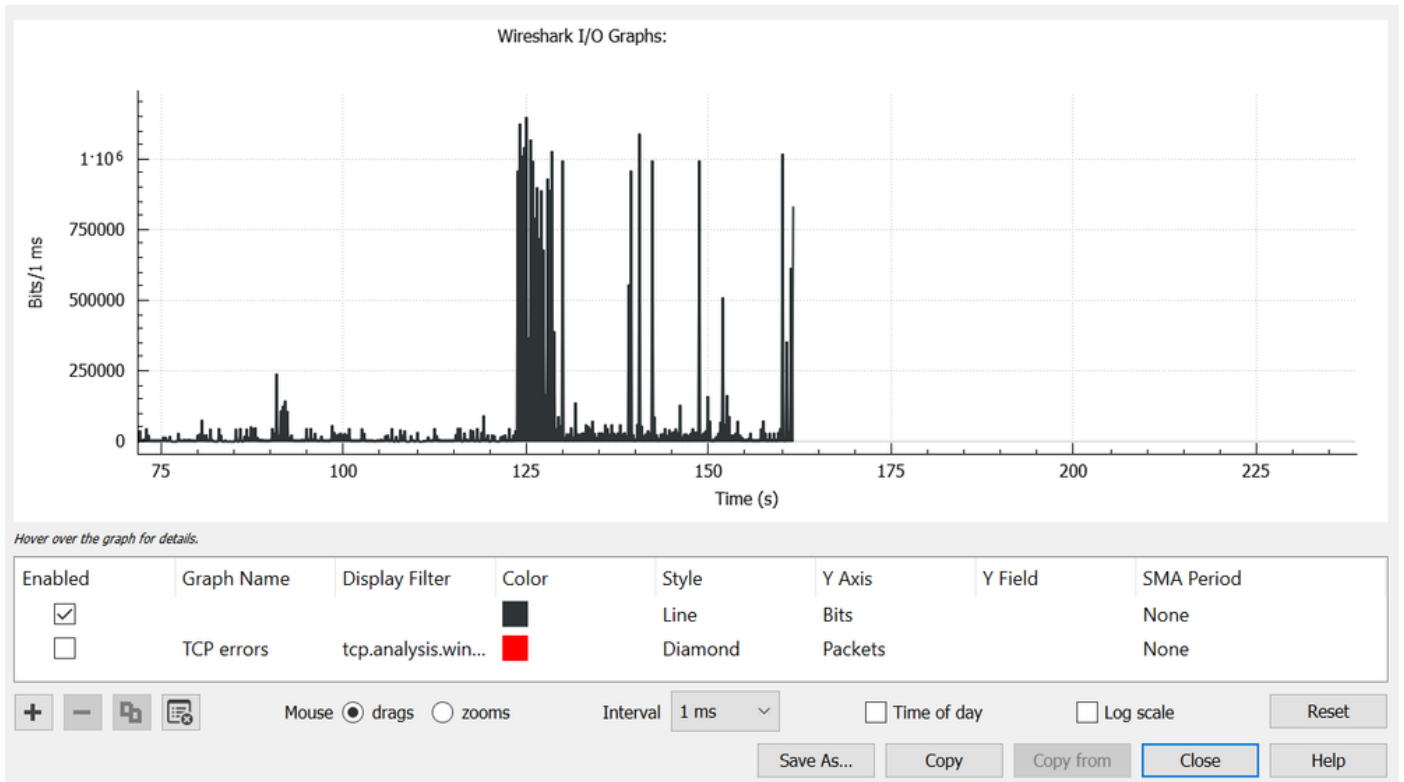 Wireshark I/O Graphs:
1·10⁶
750000
500000
250000
0
Bits/1 ms
75 100 125 150 175 200 225
Time (s)
Hover over the graph for details.
Enabled Graph Name Display Filter Color Style Y Axis Y Field SMA Period
Line Bits None
TCP errors tcp.analysis.win... Diamond Packets None
Mouse drags zooms Interval 1 ms Time of day Log scale Reset
Save As... Copy Copy from Close Help